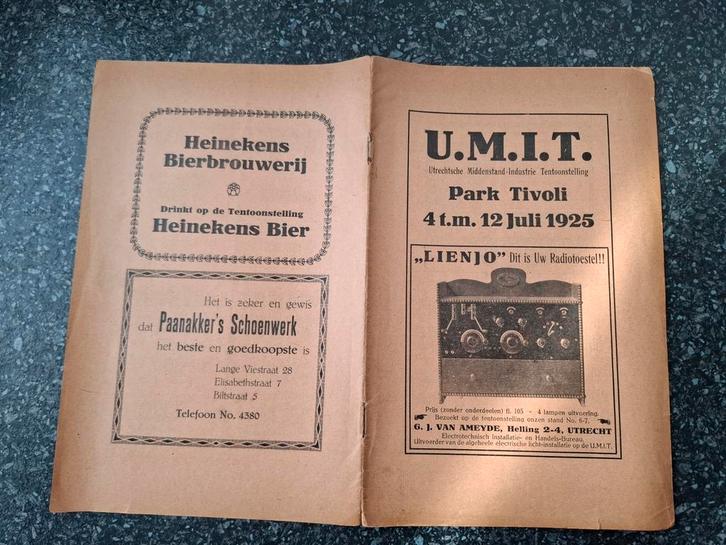 Heinekens
Bierbrouwerij
Drinkt op de Tentoonstelling
Heinekens Bier
Het is zeker en gewis
dat Paanakker's Schoenwerk
het beste en goedkoopste is
Lange Viestraat 28
Elisabethstraat 7
Biltstraat 5
Telefoon No. 4380
U.M.I.T.
Utrechtsche Middenstand-Industrie Tentoonstelling
Park Tivoli
4 t.m. 12 Juli 1925
„LIENJO” Dit is Uw Radiotoestel!!
Prijs (zonder onderdeelen) fl. 105 - 4 lampen uitvoering.
Bezoekt op de tentoonstelling onzen stand No. 6-7.
G. J. VAN AMEYDE, Helling 2-4, UTRECHT
Electrotechnisch Installatie- en Handels-Bureau.
Uitvoerder van de algeheele electrische licht-installatie op de U.M.I.T.